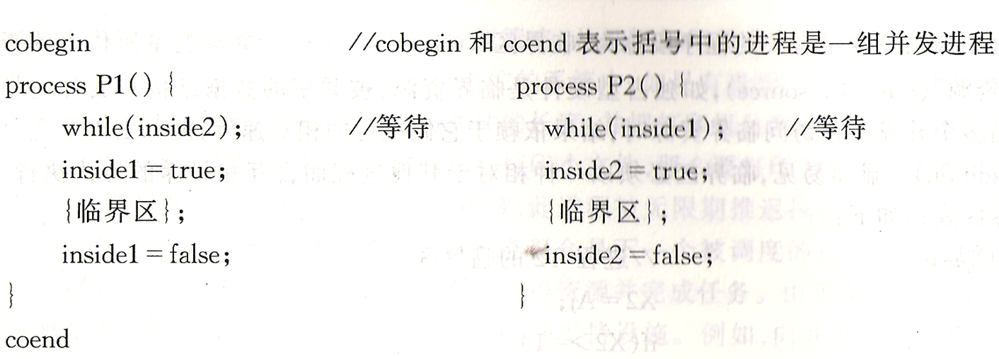 cobegin //cobegin 和 coend 表示括号中的进程是一组并发进程
process P1( ) { process P2( ) {
while(inside2); //等待 while(inside1); //等待
inside1=true; inside2=true;
{临界区}; {临界区};
inside1=false; inside2=false;
} }
coend